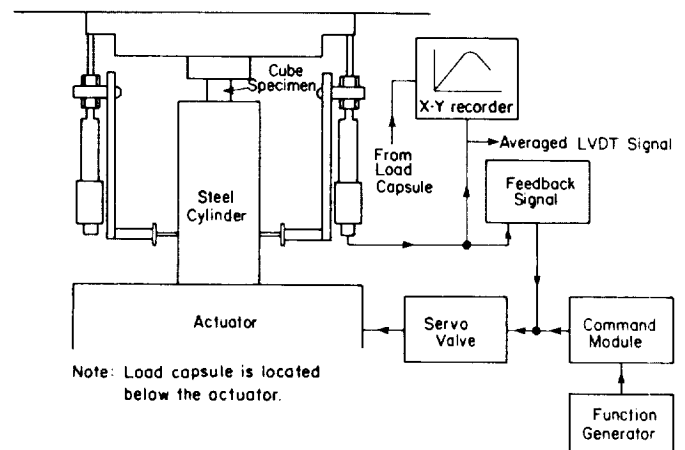 Cube
Specimen
X-Y recorder
From
Load
Capsule
Averaged LVDT Signal
Feedback
Signal
Steel
Cylinder
Actuator
Servo
Valve
Command
Module
Note: Load capsule is located
below the actuator.
Function
Generator